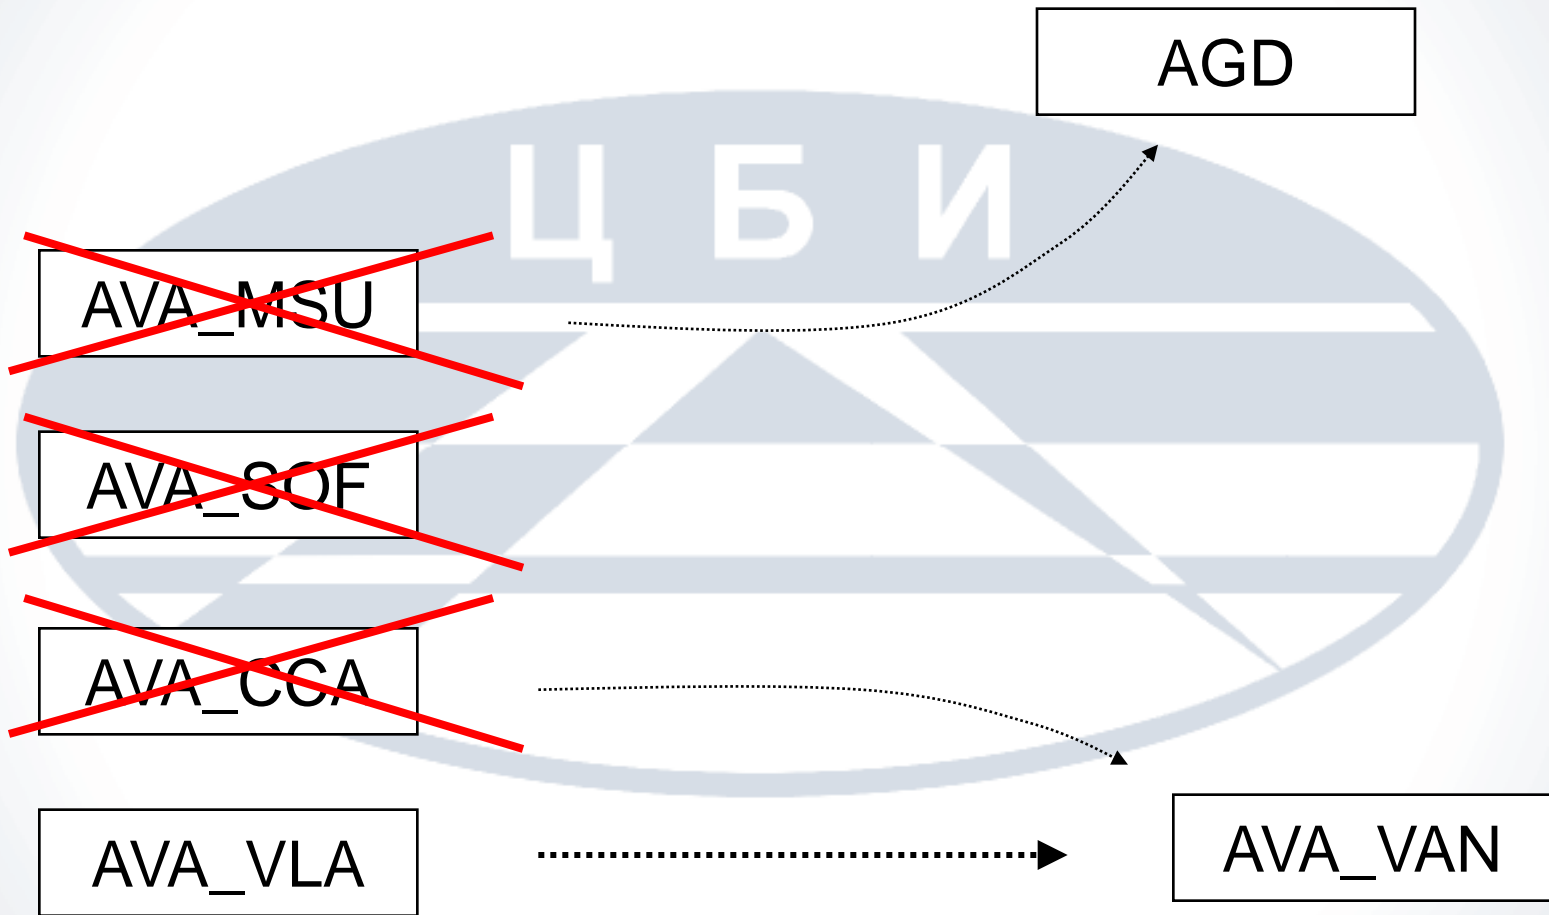 AGD
Ц Б И
AVA_MSU
AVA_SOF
AVA_CCA
AVA_VLA
AVA_VAN